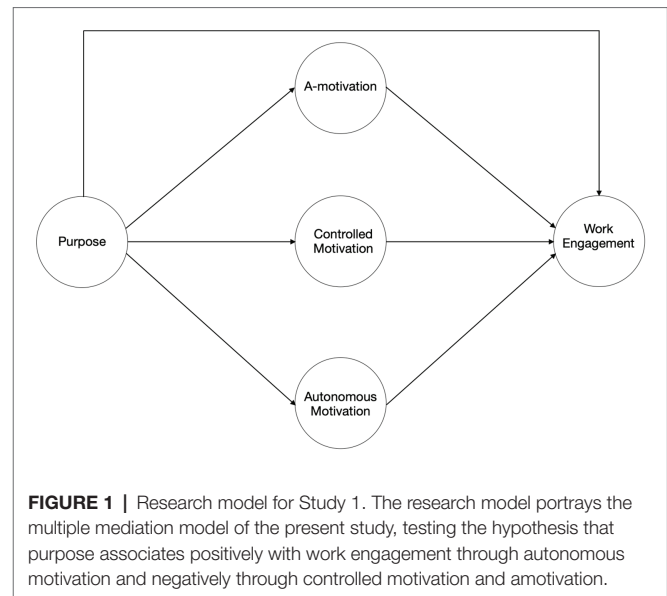 A-motivation
Purpose
Controlled
Motivation
Work
Engagement
Autonomous
Motivation
FIGURE 1 | Research model for Study 1. The research model portrays the
multiple mediation model of the present study, testing the hypothesis that
purpose associates positively with work engagement through autonomous
motivation and negatively through controlled motivation and amotivation.